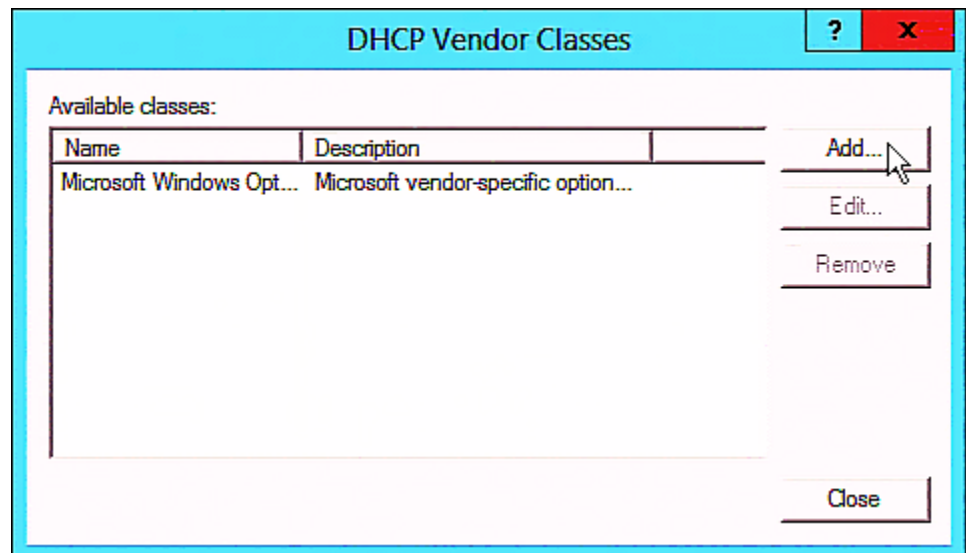 DHCP Vendor Classes
? x
Available classes:
Name Description
Microsoft Windows Opt... Microsoft vendor-specific option...
Add...
Edit...
Remove
Close